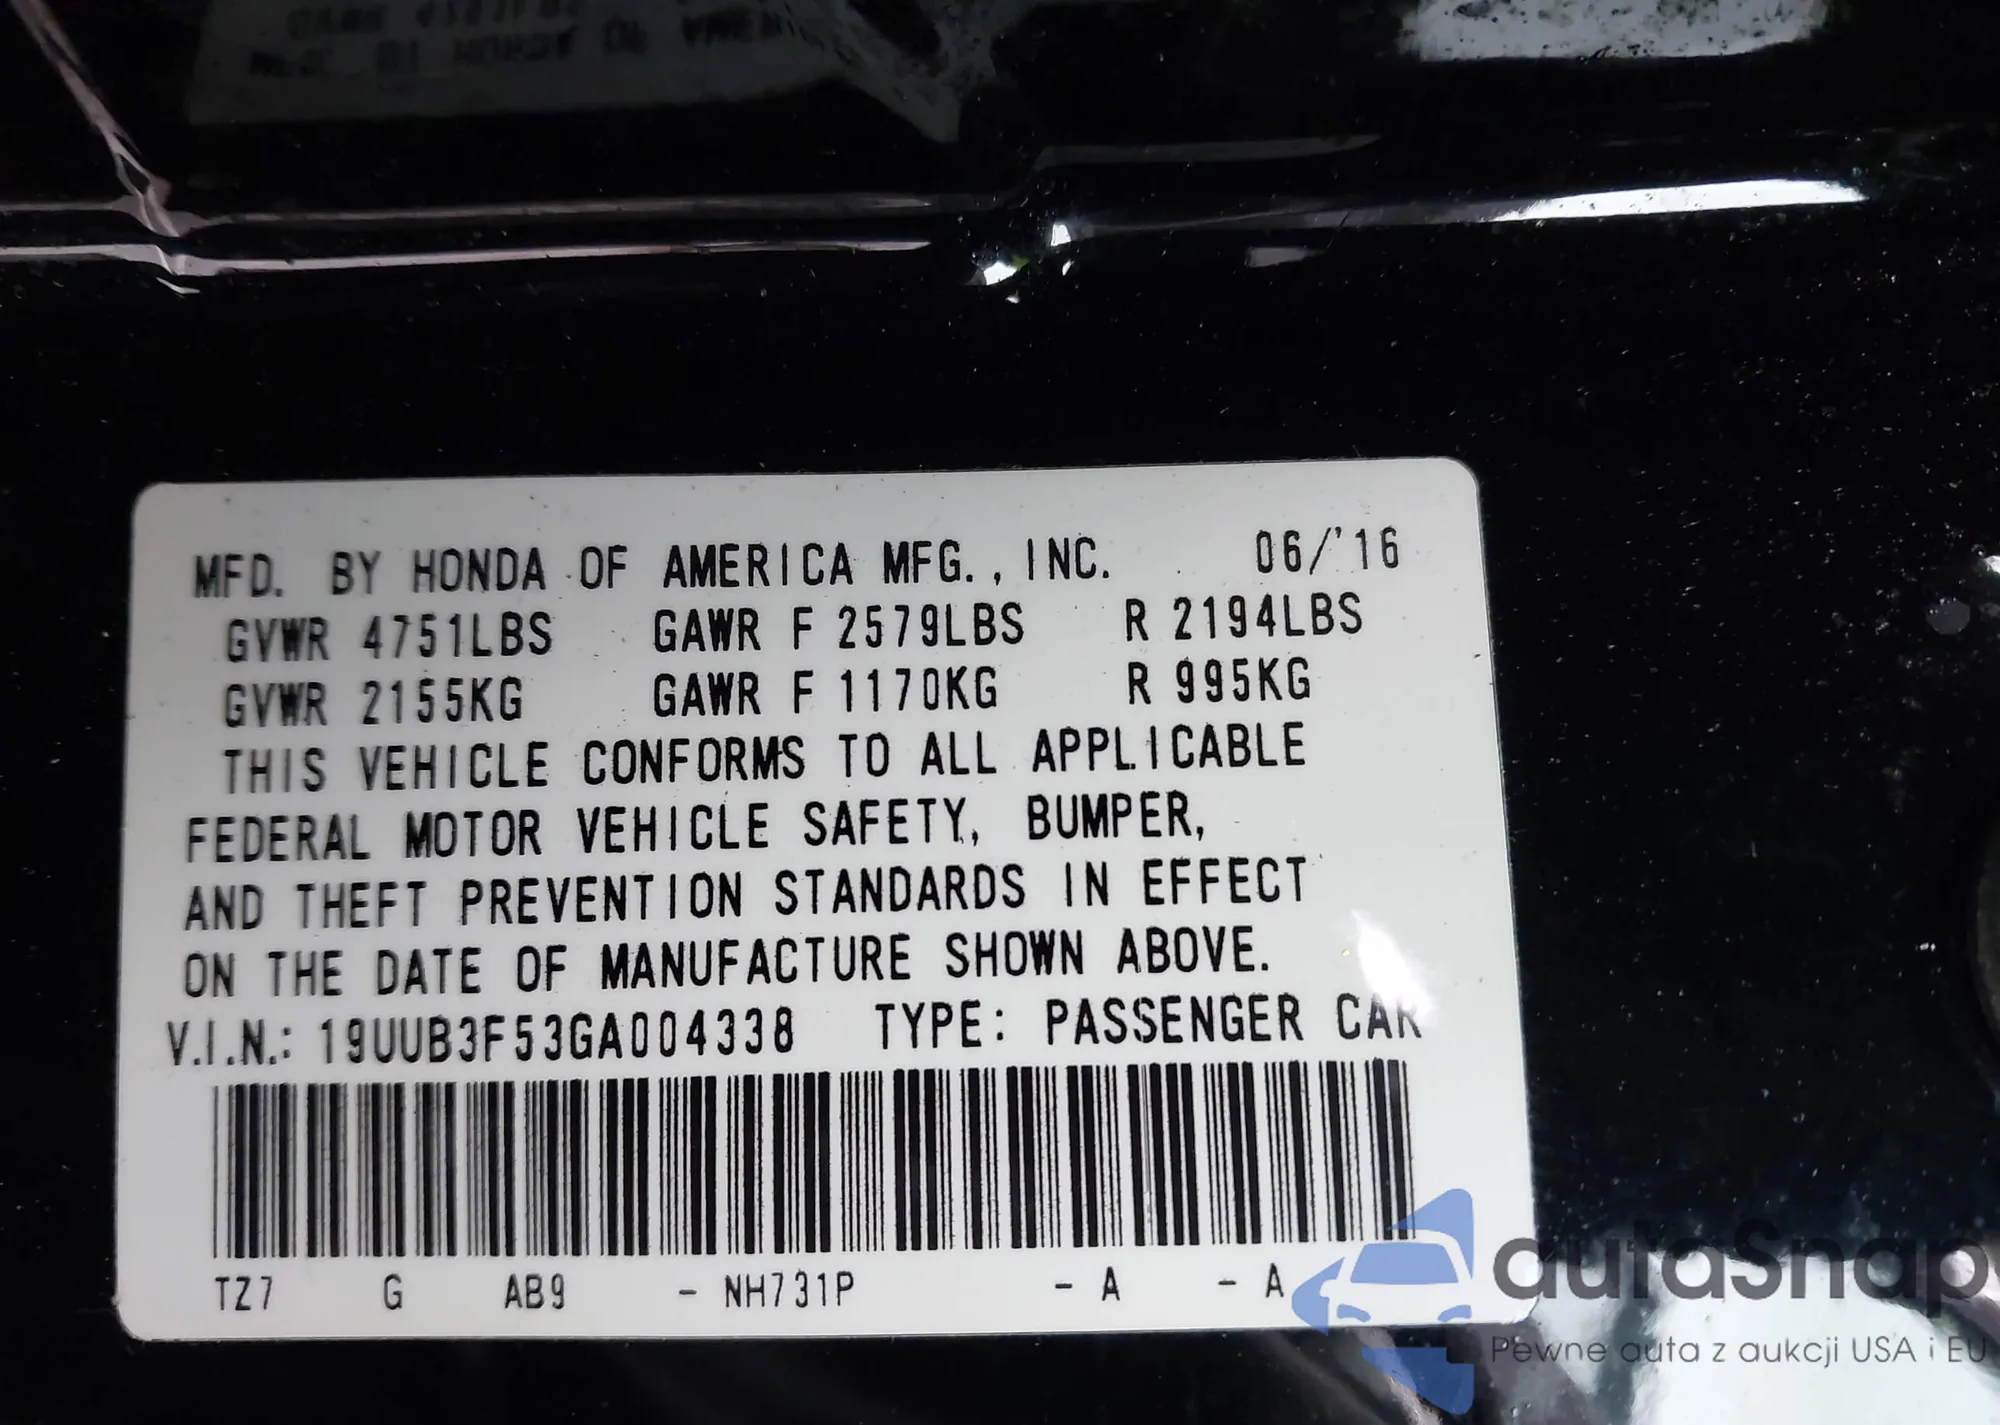 MFD. BY HONDA OF AMERICA MFG., INC. 06/'16
GVWR 4751LBS GAWR F 2579LBS R 2194LBS
GVWR 2155KG GAWR F 1170KG R 995KG
THIS VEHICLE CONFORMS TO ALL APPLICABLE
FEDERAL MOTOR VEHICLE SAFETY, BUMPER,
AND THEFT PREVENTION STANDARDS IN EFFECT
ON THE DATE OF MANUFACTURE SHOWN ABOVE.
V.I.N.: 19UUB3F53GA004338 TYPE: PASSENGER CAR
TZ7 G AB9 - NH731P - A - A
autaSnap
Pewne auta z aukcji USA i EU